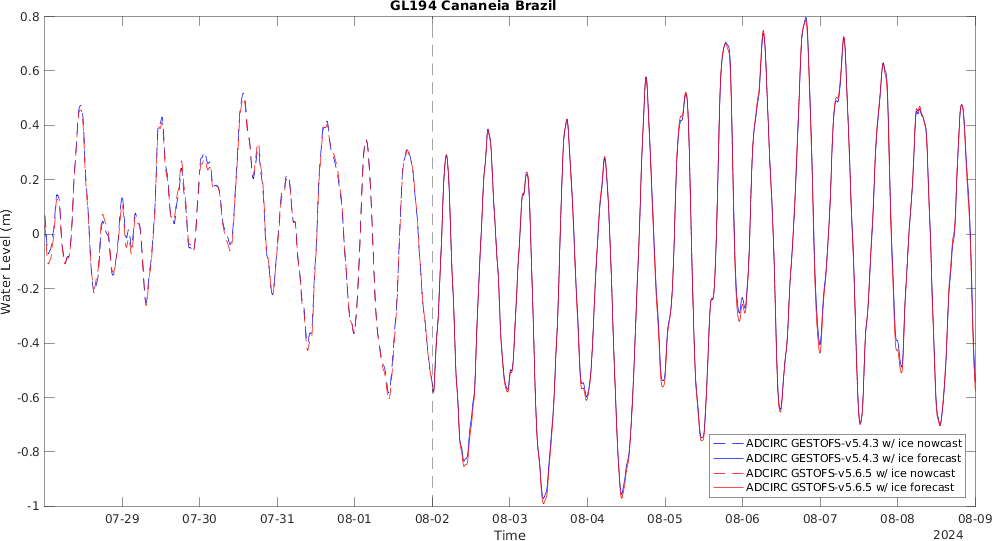 GL194 Cananeia Brazil
Water Level (m)
0.8
0.6
0.4
0.2
0
-0.2
-0.4
-0.6
-0.8
-1
ADCIRC GESTOFS-v5.4.3 w/ ice nowcast
ADCIRC GESTOFS-v5.4.3 w/ ice forecast
ADCIRC GSTOFS-v5.6.5 w/ ice nowcast
ADCIRC GSTOFS-v5.6.5 w/ ice forecast
07-29 07-30 07-31 08-01 08-02 08-03 08-04 08-05 08-06 08-07 08-08 08-09
Time
2024